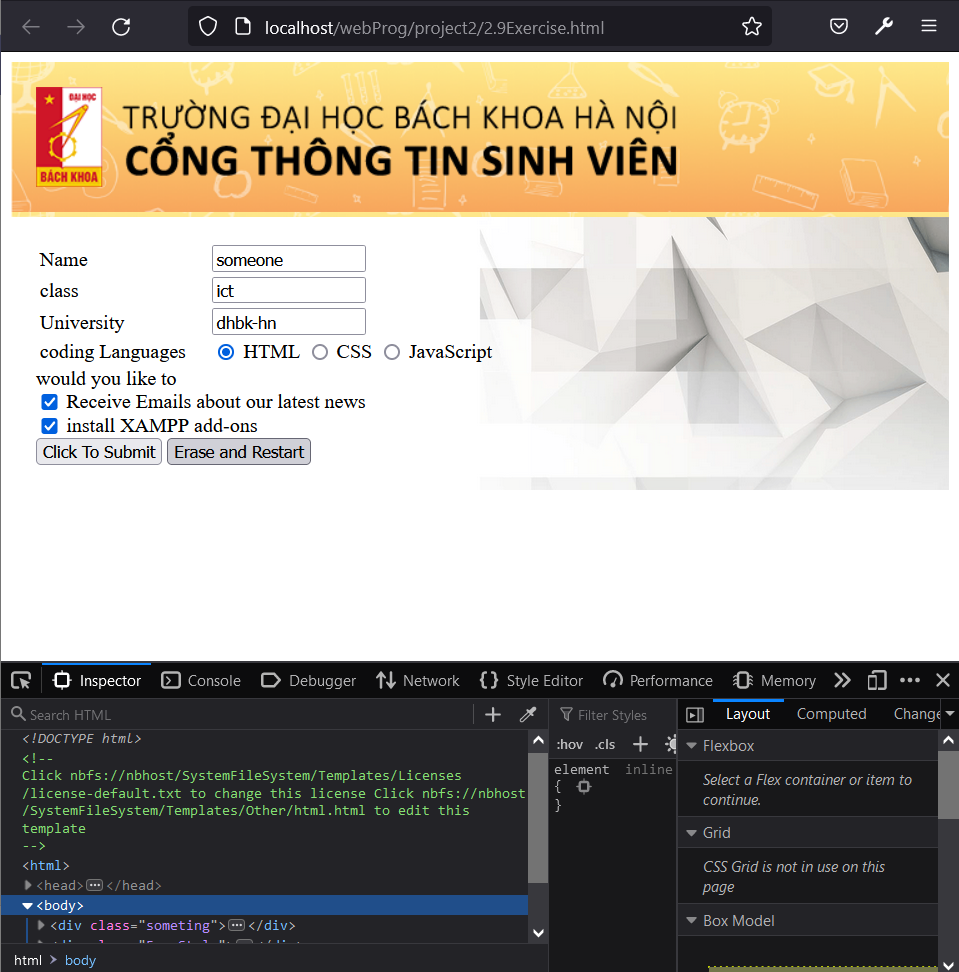 localhost/webProg/project2/2.9Exercise.html
ĐẠI HỌC
BÁCH KHOA
TRƯỜNG ĐẠI HỌC BÁCH KHOA HÀ NỘI
CỔNG THÔNG TIN SINH VIÊN
Name someone
class ict
University dhbk-hn
coding Languages HTML CSS JavaScript
would you like to
Receive Emails about our latest news
install XAMPP add-ons
Click To Submit Erase and Restart
Inspector Console Debugger Network Style Editor Performance Memory
Search HTML
<!DOCTYPE html>
<!--
Click nbfs://nbhost/SystemFileSystem/Templates/Licenses
/license-default.txt to change this license Click nbfs://nbhost
/SystemFileSystem/Templates/Other/html.html to edit this
template
-->
<html>
<head> ••• </head>
<body>
<div class="someting"> ••• </div>
html > body
Filter Styles
:hov .cls
element inline
{
}
Layout Computed Change
Flexbox
Select a Flex container or item to
continue.
Grid
CSS Grid is not in use on this
page
Box Model